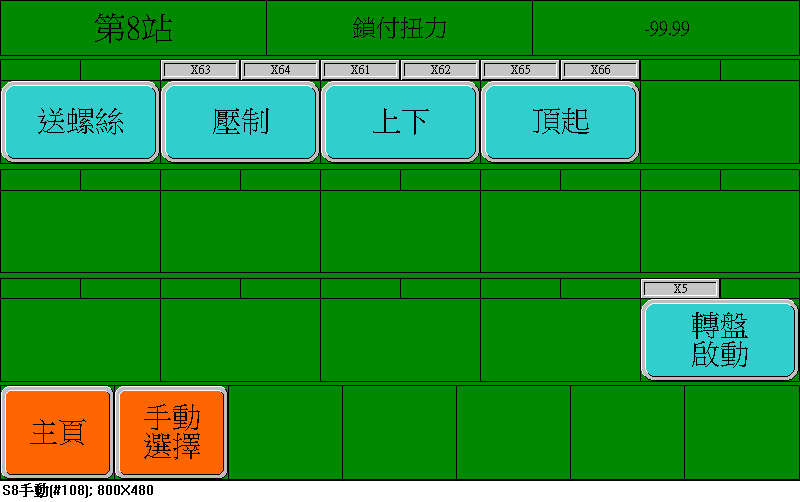 第8站 鎖付扭力 -99.99
X63 X64 X61 X62 X65 X66
送螺絲 壓制 上下 頂起
X5
轉盤
啟動
主頁 手動
選擇
S8手動(#108); 800X480